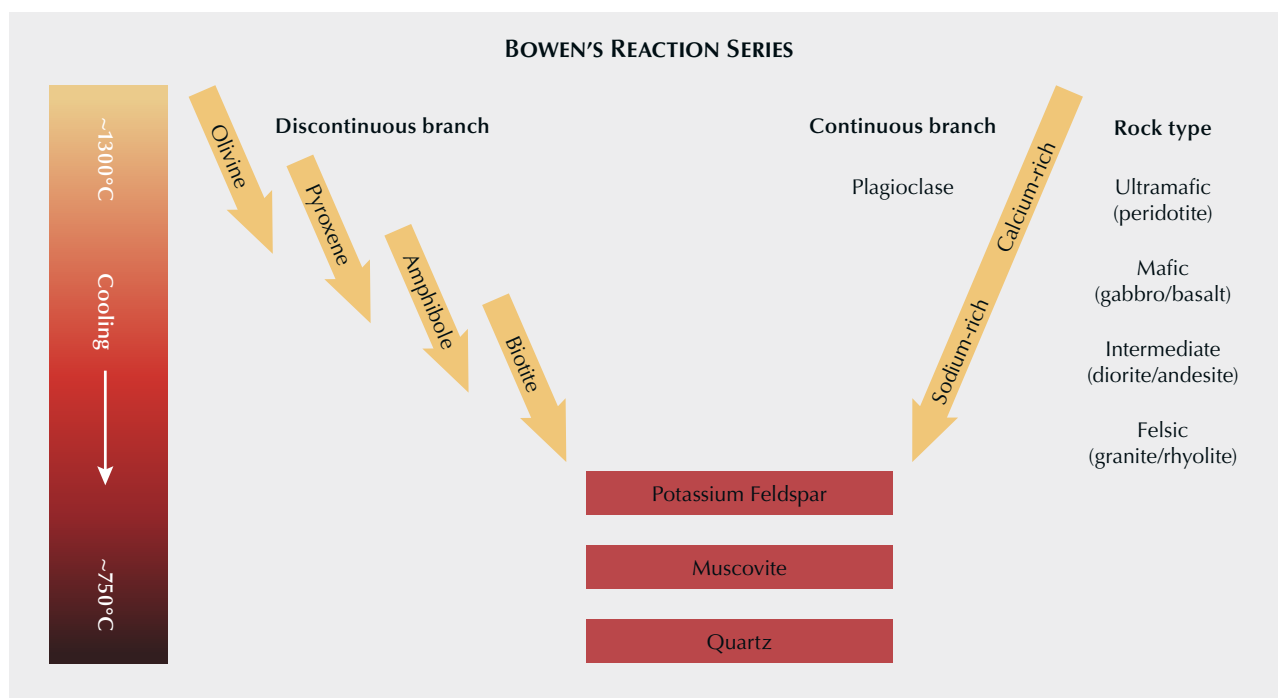 BOWEN'S REACTION SERIES
~1300°C
Cooling
~750°C
Discontinuous branch
Olivine
Pyroxene
Amphibole
Biotite
Continuous branch
Plagioclase
Calcium-rich
Sodium-rich
Rock type
Ultramafic
(peridotite)
Mafic
(gabbro/basalt)
Intermediate
(diorite/andesite)
Felsic
(granite/rhyolite)
Potassium Feldspar
Muscovite
Quartz